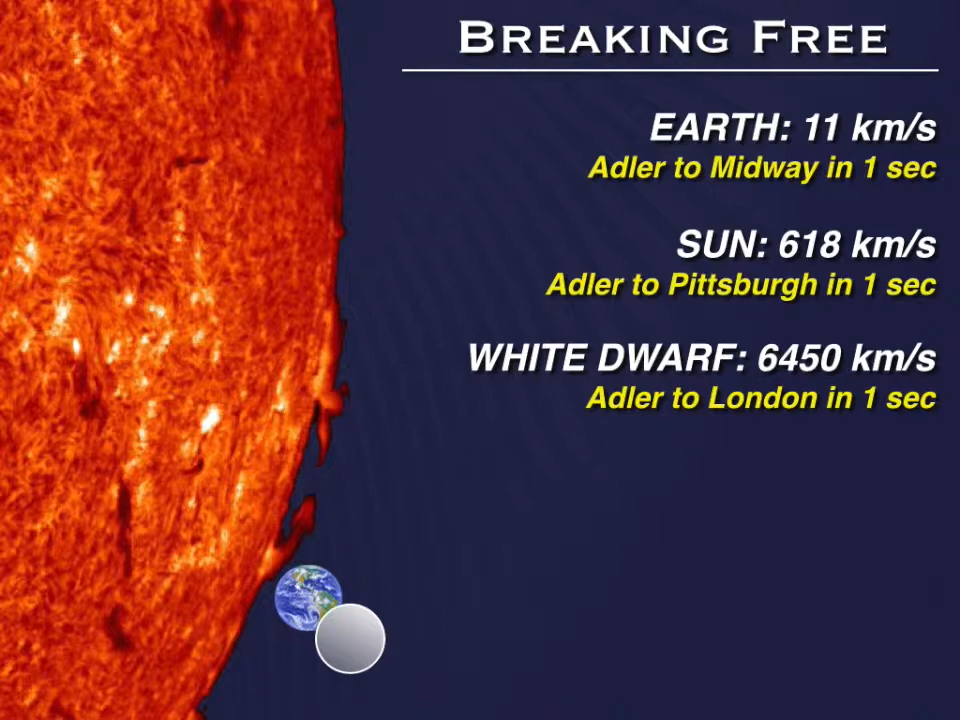 BREAKING FREE
EARTH: 11 km/s
Adler to Midway in 1 sec
SUN: 618 km/s
Adler to Pittsburgh in 1 sec
WHITE DWARF: 6450 km/s
Adler to London in 1 sec